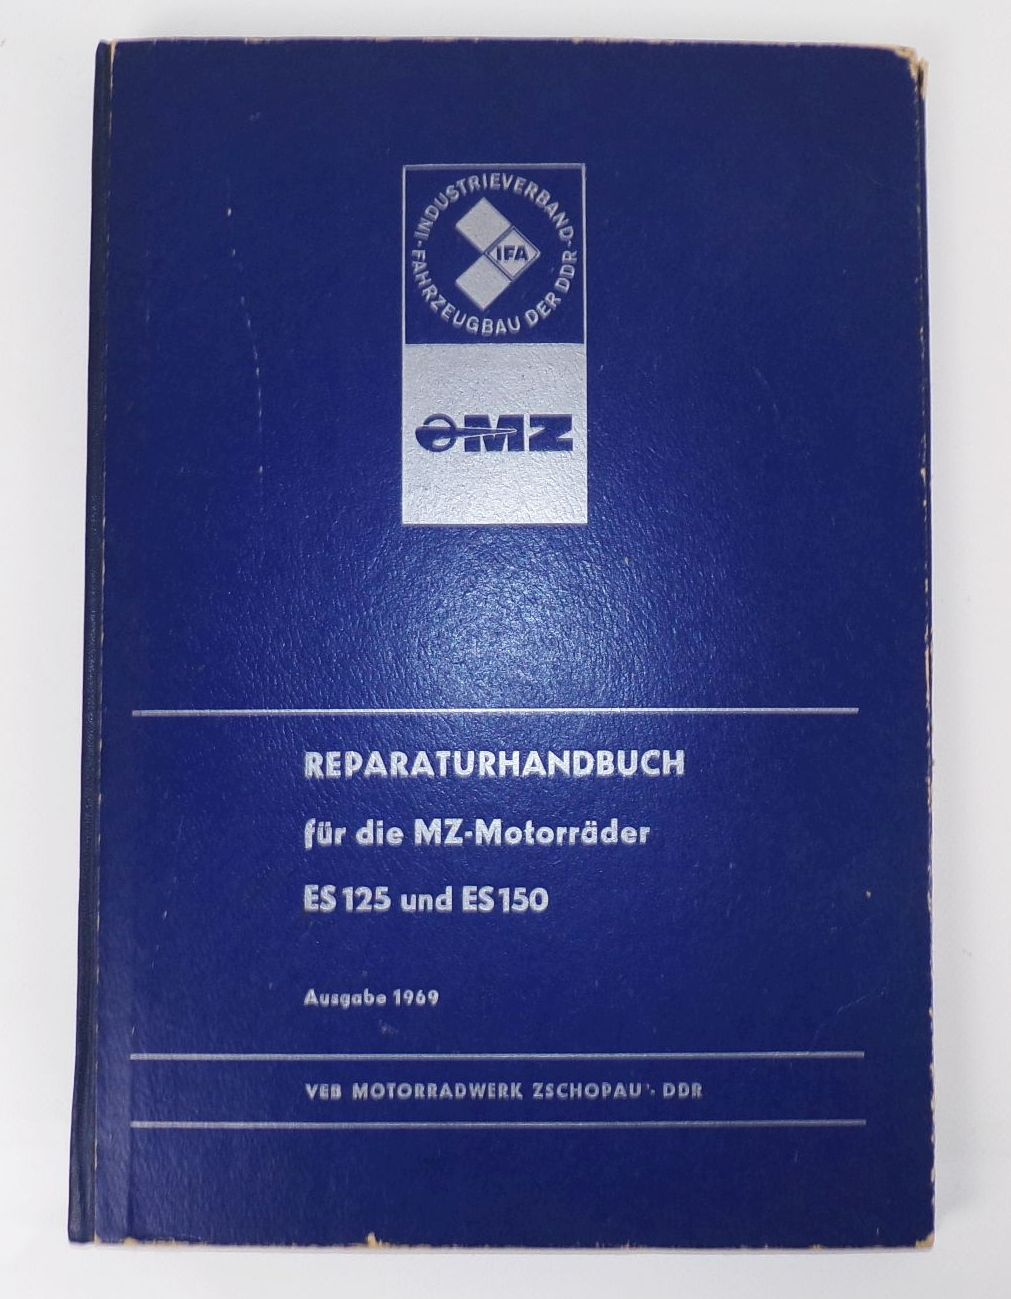 INDUSTRIEVERBAND-
FAHRZEUGBAU DER DDR-
IFA
MZ
REPARATURHANDBUCH
für die MZ-Motorräder
ES 125 und ES 150
Ausgabe 1969
VEB MOTORRADWERK ZSCHOPAU · DDR